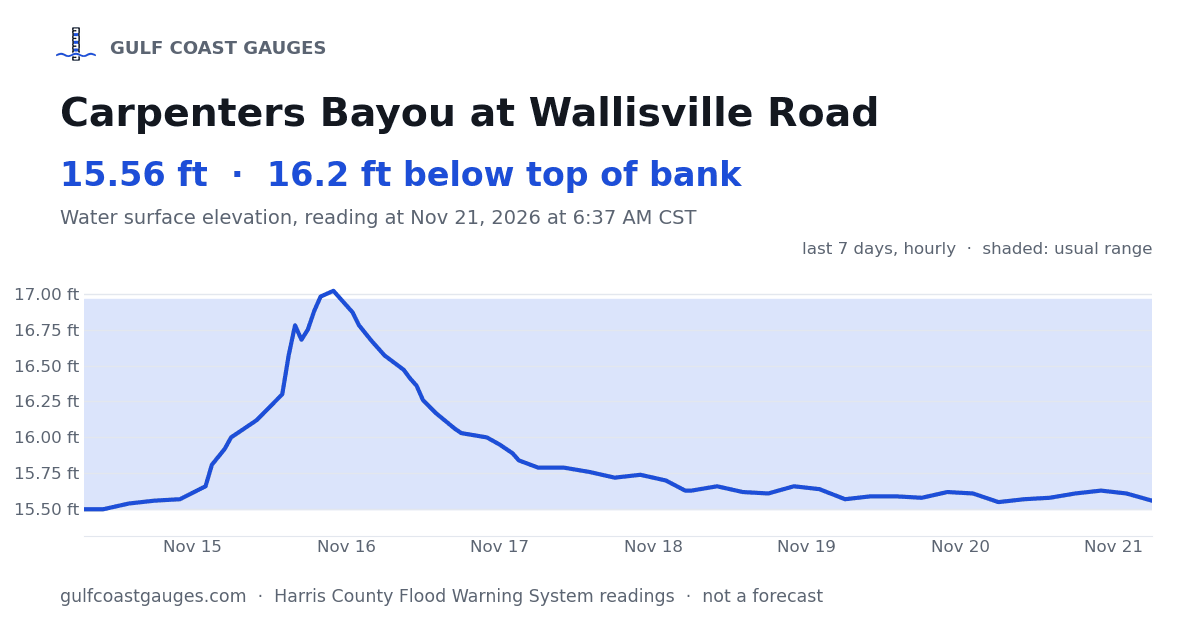 GULF COAST GAUGES
Carpenters Bayou at Wallisville Road
15.56 ft · 16.2 ft below top of bank
Water surface elevation, reading at Nov 21, 2026 at 6:37 AM CST
last 7 days, hourly · shaded: usual range
17.00 ft
16.75 ft
16.50 ft
16.25 ft
16.00 ft
15.75 ft
15.50 ft
Nov 15 Nov 16 Nov 17 Nov 18 Nov 19 Nov 20 Nov 21
gulfcoastgauges.com · Harris County Flood Warning System readings · not a forecast